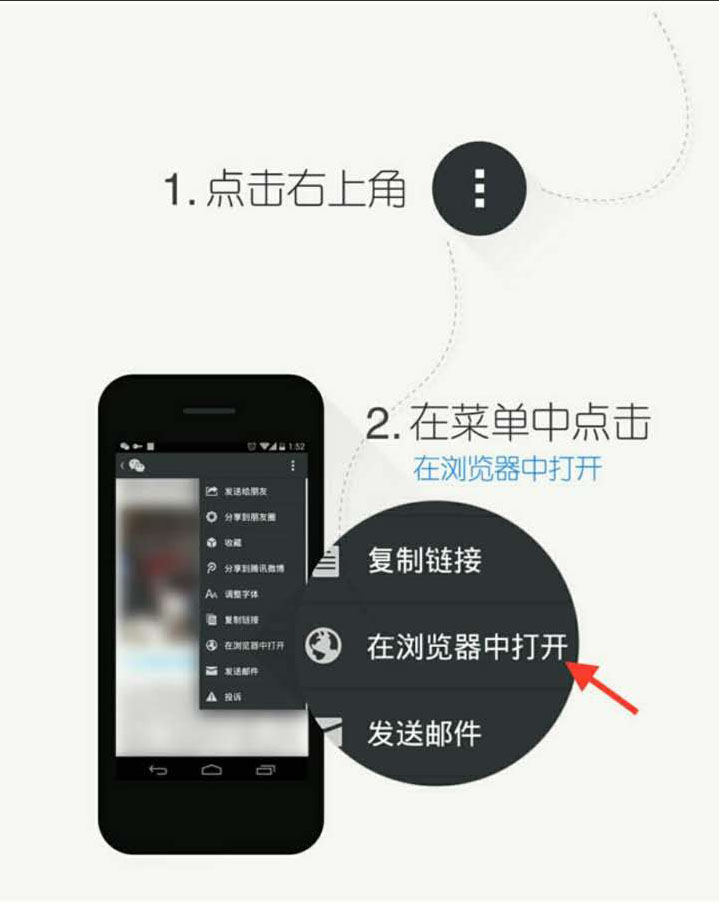 1. 点击右上角
2. 在菜单中点击
在浏览器中打开
1:52
发送给朋友
分享到朋友圈
收藏
分享到腾讯微博
调整字体
复制链接
在浏览器中打开
发送邮件
投诉
复制链接
在浏览器中打开
发送邮件